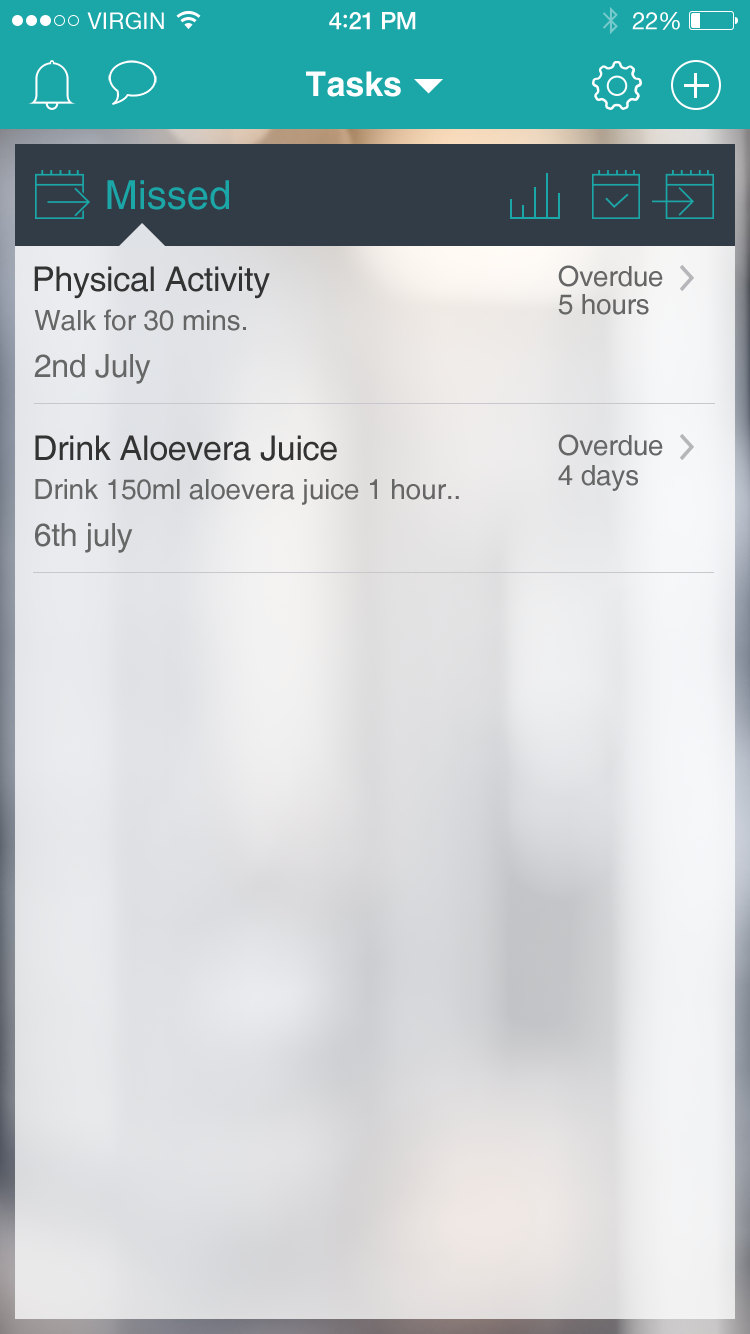 VIRGIN 4:21 PM 22%
Tasks
Missed
Physical Activity
Overdue
5 hours
Walk for 30 mins.
2nd July
Drink Aloevera Juice
Overdue
4 days
Drink 150ml aloevera juice 1 hour..
6th july